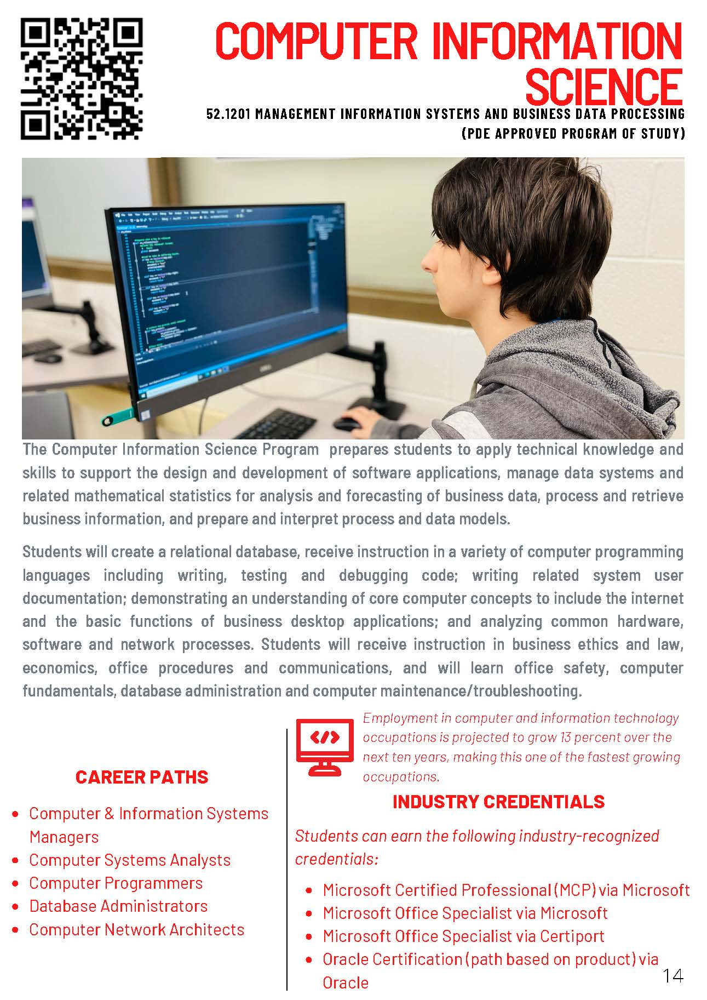 COMPUTER INFORMATION
SCIENCE
52.1201 MANAGEMENT INFORMATION SYSTEMS AND BUSINESS DATA PROCESSING
(PDE APPROVED PROGRAM OF STUDY)
The Computer Information Science Program prepares students to apply technical knowledge and
skills to support the design and development of software applications, manage data systems and
related mathematical statistics for analysis and forecasting of business data, process and retrieve
business information, and prepare and interpret process and data models.
Students will create a relational database, receive instruction in a variety of computer programming
languages including writing, testing and debugging code; writing related system user
documentation; demonstrating an understanding of core computer concepts to include the internet
and the basic functions of business desktop applications; and analyzing common hardware,
software and network processes. Students will receive instruction in business ethics and law,
economics, office procedures and communications, and will learn office safety, computer
fundamentals, database administration and computer maintenance/troubleshooting.
Employment in computer and information technology
occupations is projected to grow 13 percent over the
next ten years, making this one of the fastest growing
occupations.
CAREER PATHS
• Computer & Information Systems
Managers
• Computer Systems Analysts
• Computer Programmers
• Database Administrators
• Computer Network Architects
INDUSTRY CREDENTIALS
Students can earn the following industry-recognized
credentials:
• Microsoft Certified Professional (MCP) via Microsoft
• Microsoft Office Specialist via Microsoft
• Microsoft Office Specialist via Certiport
• Oracle Certification (path based on product) via
Oracle
14